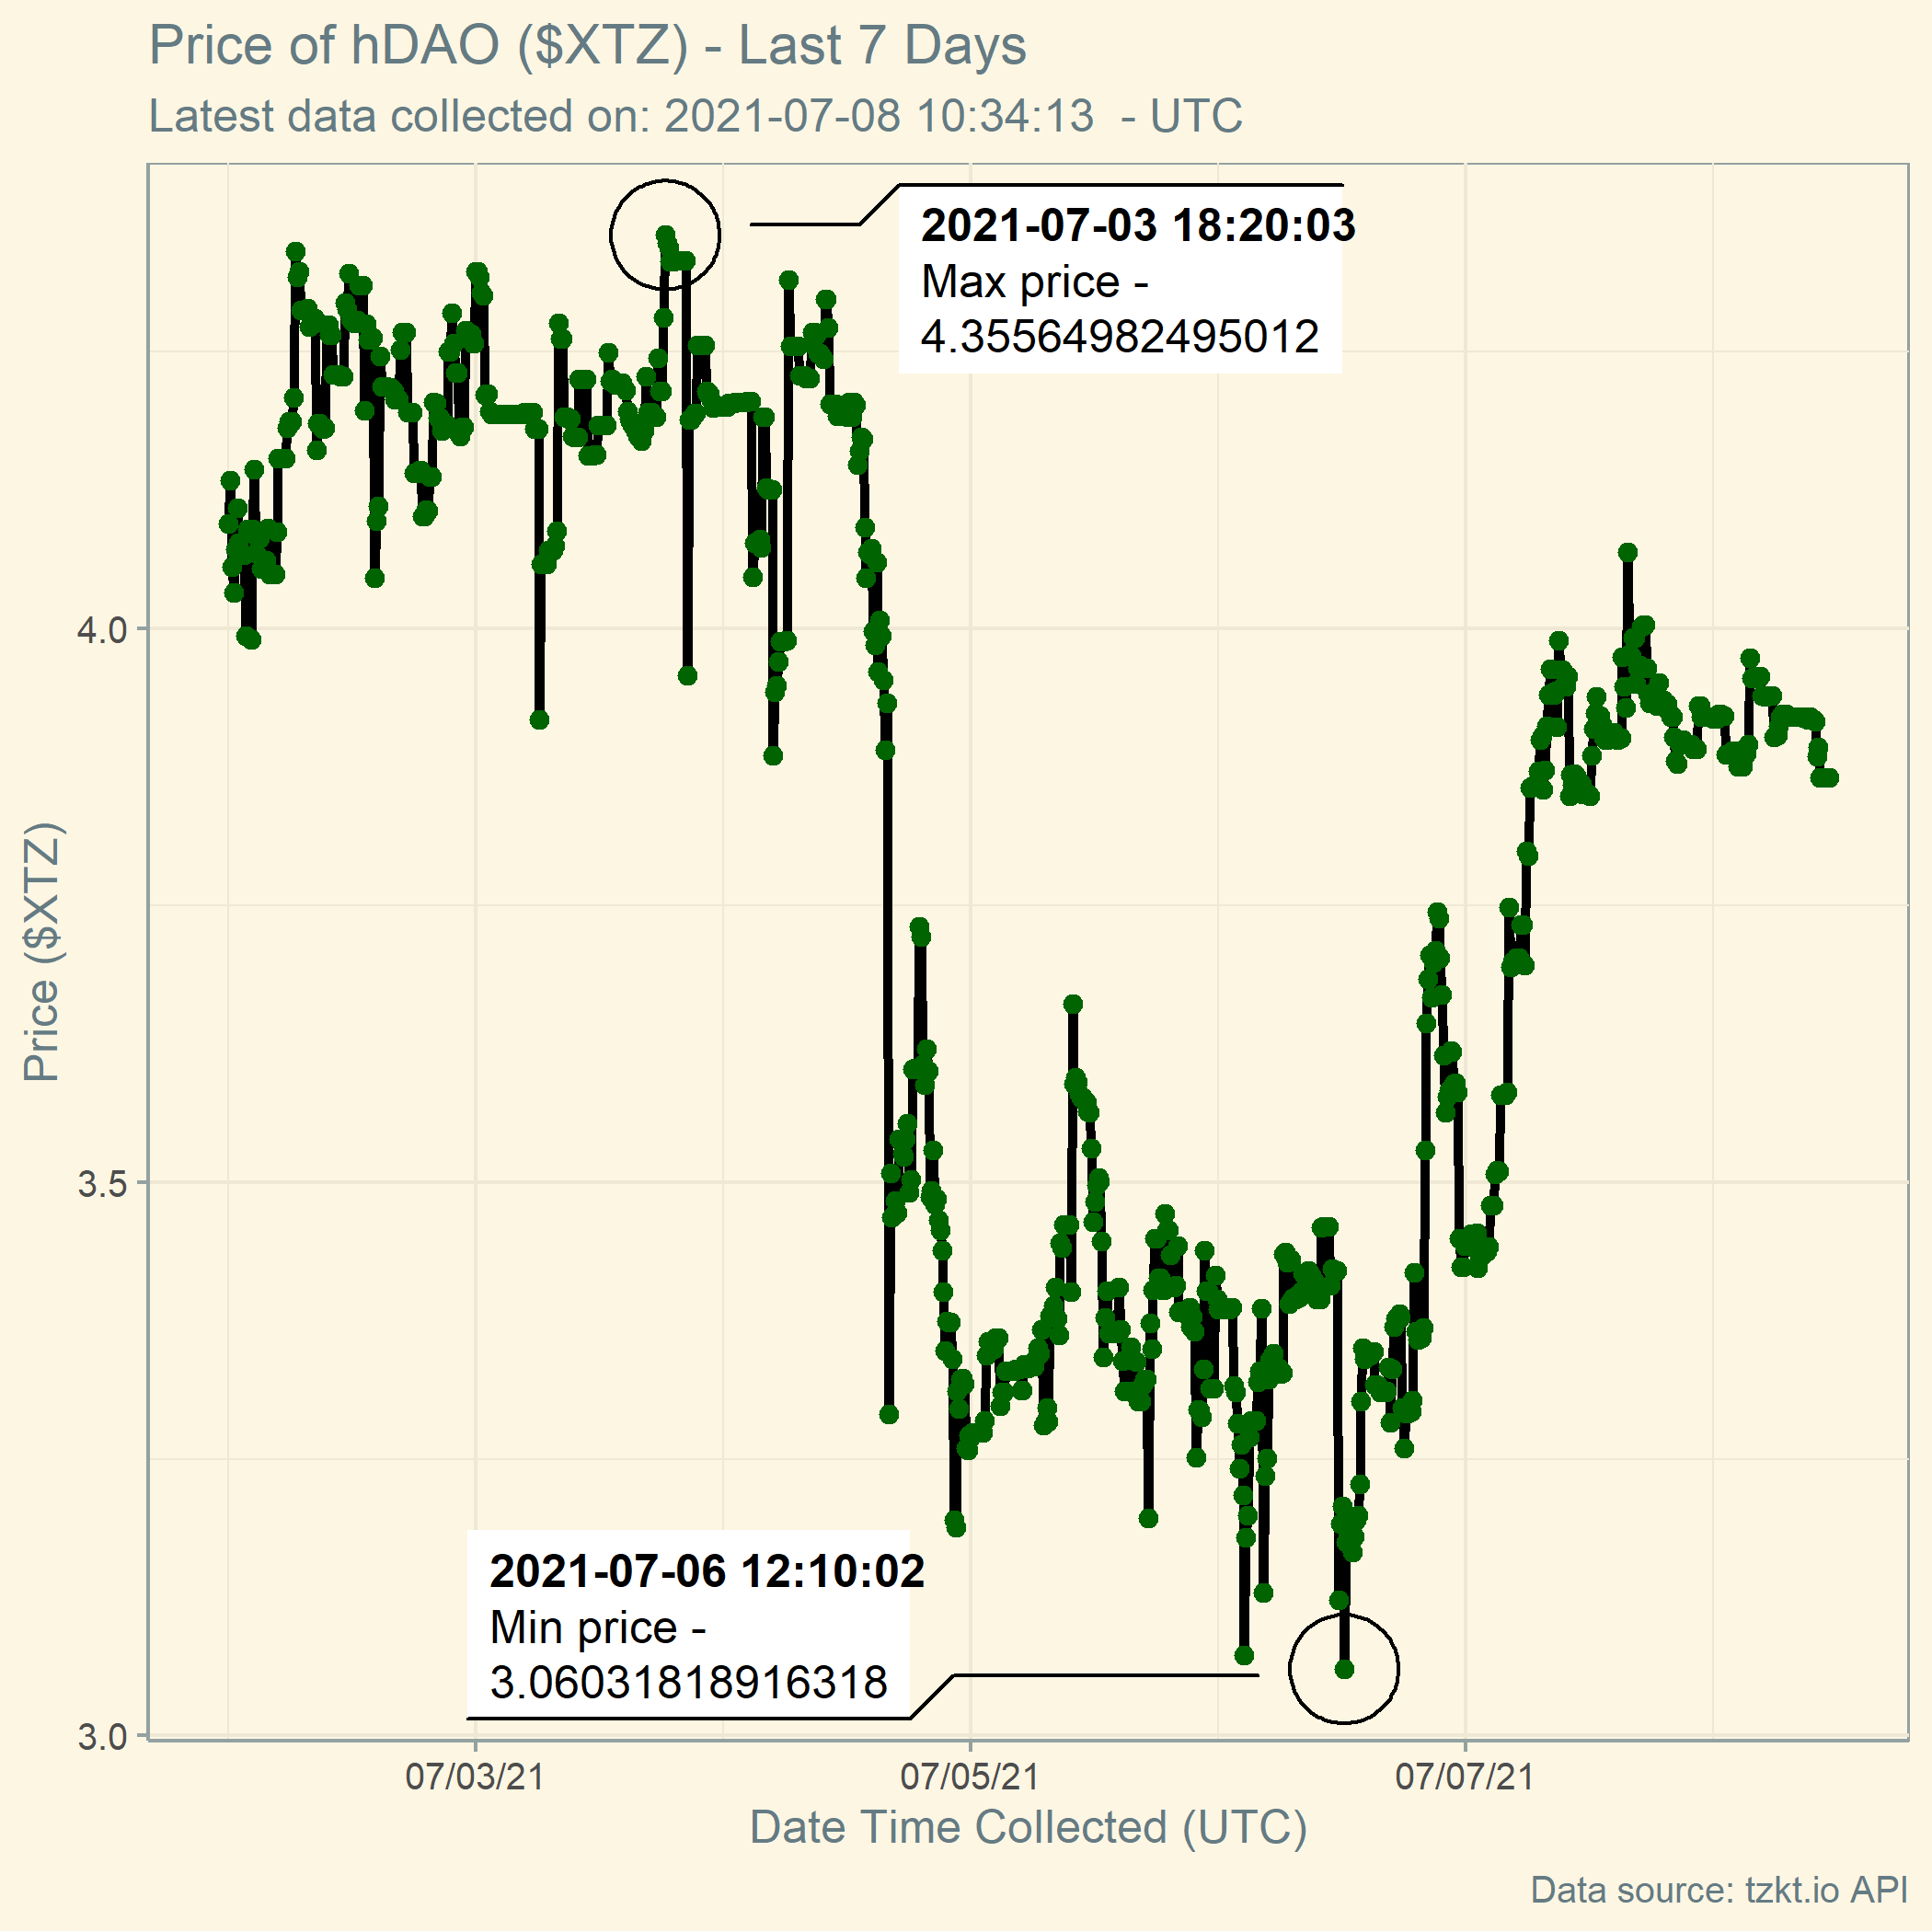 Price of hDAO ($XTZ) - Last 7 Days
Latest data collected on: 2021-07-08 10:34:13  - UTC
2021-07-03 18:20:03
Max price -
4.35564982495012
4.0
3.5
3.0
Price ($XTZ)
2021-07-06 12:10:02
Min price -
3.06031818916318
07/03/21
07/05/21
07/07/21
Date Time Collected (UTC)
Data source: tzkt.io API